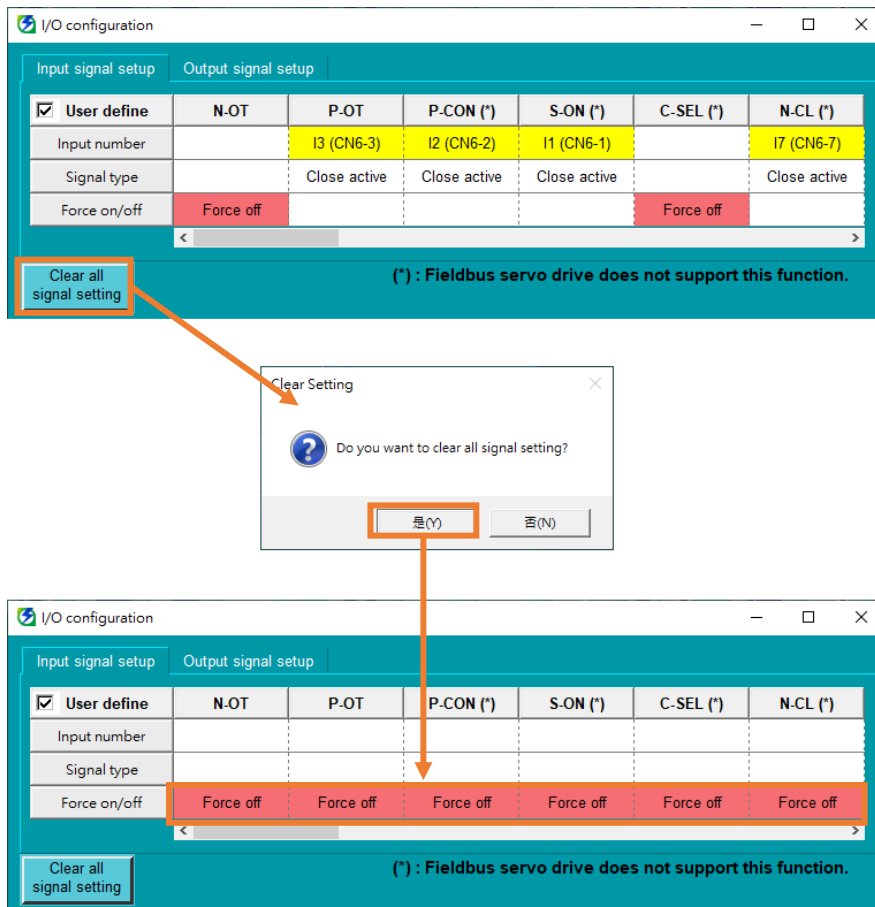 I/O configuration
Input signal setup Output signal setup
User define N-OT P-OT P-CON (*) S-ON (*) C-SEL (*) N-CL (*)
Input number I3 (CN6-3) I2 (CN6-2) I1 (CN6-1) I7 (CN6-7)
Signal type Close active Close active Close active Close active
Force on/off Force off Force off
Clear all
signal setting
(*) : Fieldbus servo drive does not support this function.
Clear Setting
Do you want to clear all signal setting?
是(Y) 否(N)
I/O configuration
Input signal setup Output signal setup
User define N-OT P-OT P-CON (*) S-ON (*) C-SEL (*) N-CL (*)
Input number
Signal type
Force on/off Force off Force off Force off Force off Force off Force off
Clear all
signal setting
(*) : Fieldbus servo drive does not support this function.